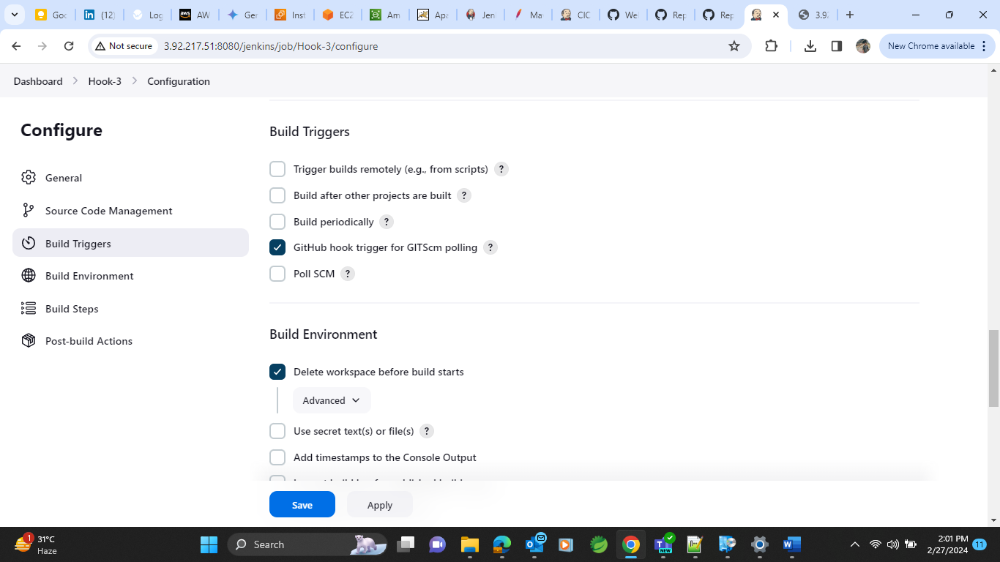 Goc
(12)
Log
aws
AW
Ger
Inst
EC2
Am
Apa
Jen
Ma
CIC
Wel
Rep
Rep
3.92
Not secure
3.92.217.51:8080/jenkins/job/Hook-3/configure
New Chrome available
Dashboard
Hook-3
Configuration
Configure
General
Source Code Management
Build Triggers
Build Environment
Build Steps
Post-build Actions
Build Triggers
Trigger builds remotely (e.g., from scripts) ?
Build after other projects are built ?
Build periodically ?
GitHub hook trigger for GITScm polling ?
Poll SCM ?
Build Environment
Delete workspace before build starts
Advanced
Use secret text(s) or file(s) ?
Add timestamps to the Console Output
Save
Apply
1
31°C
Haze
Search
NEW
2:01 PM
2/27/2024
11